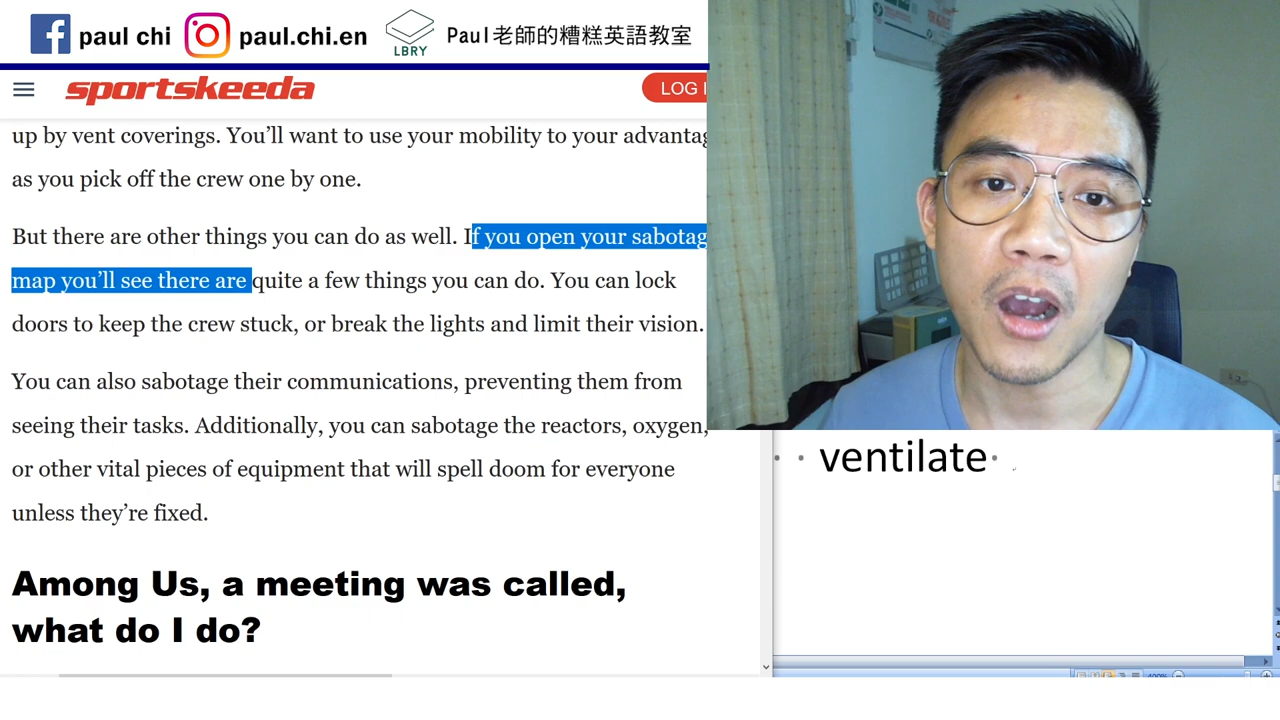 paul chi
paul.chi.en
LBRY
Paul老師的糟糕英語教室
sportskeeda
LOG I
up by vent coverings. You’ll want to use your mobility to your advantag
as you pick off the crew one by one.
But there are other things you can do as well. If you open your sabotag
map you’ll see there are quite a few things you can do. You can lock
doors to keep the crew stuck, or break the lights and limit their vision.
You can also sabotage their communications, preventing them from
seeing their tasks. Additionally, you can sabotage the reactors, oxygen,
or other vital pieces of equipment that will spell doom for everyone
unless they’re fixed.
Among Us, a meeting was called,
what do I do?
ventilate